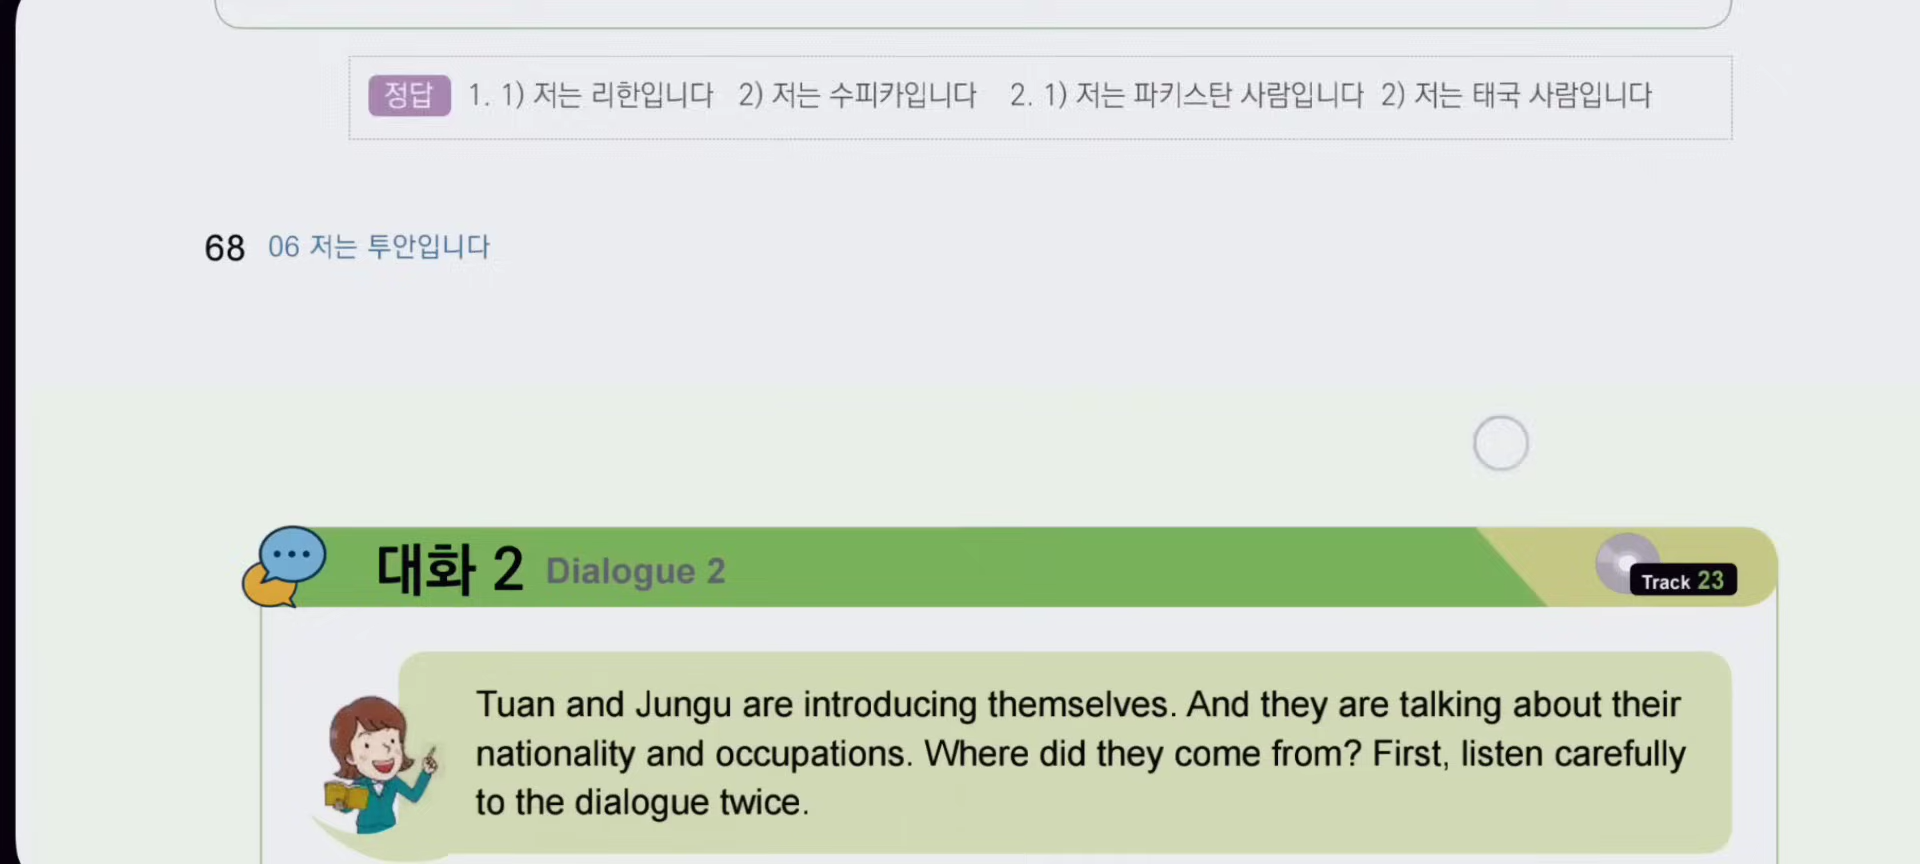 정답 1. 1) 저는 리한입니다 2) 저는 수피카입니다 2. 1) 저는 파키스탄 사람입니다 2) 저는 태국 사람입니다
68 06 저는 투안입니다
대화 2 Dialogue 2
Track 23
Tuan and Jungu are introducing themselves. And they are talking about their
nationality and occupations. Where did they come from? First, listen carefully
to the dialogue twice.